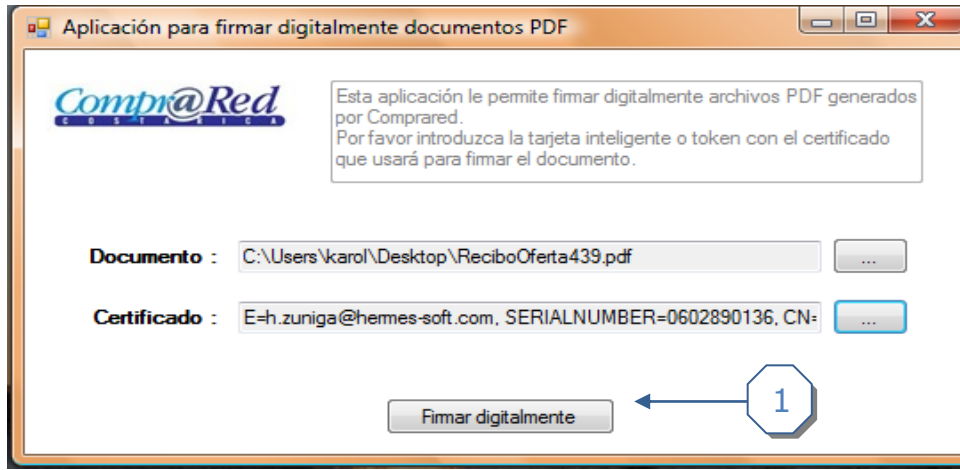 Aplicación para firmar digitalmente documentos PDF
Compr@Red
COSTARICA
Esta aplicación le permite firmar digitalmente archivos PDF generados
por Comprared.
Por favor introduzca la tarjeta inteligente o token con el certificado
que usará para firmar el documento.
Documento : C:\Users\karol\Desktop\ReciboOferta439.pdf ...
Certificado : E=h.zuniga@hermes-soft.com, SERIALNUMBER=0602890136, CN= ...
Firmar digitalmente 1